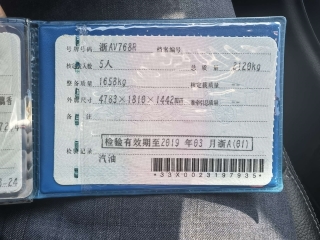 号牌号码 浙AV768R 档案编号
核定载人数 5人 总质量 2120kg
整备质量 1658kg 核定载质量 --
外廓尺寸 4783×1810×1442mm 准牵引总质量 --
备注
检验有效期至2019年03月浙A(01)
检验记录
汽油
*33X0023197935*